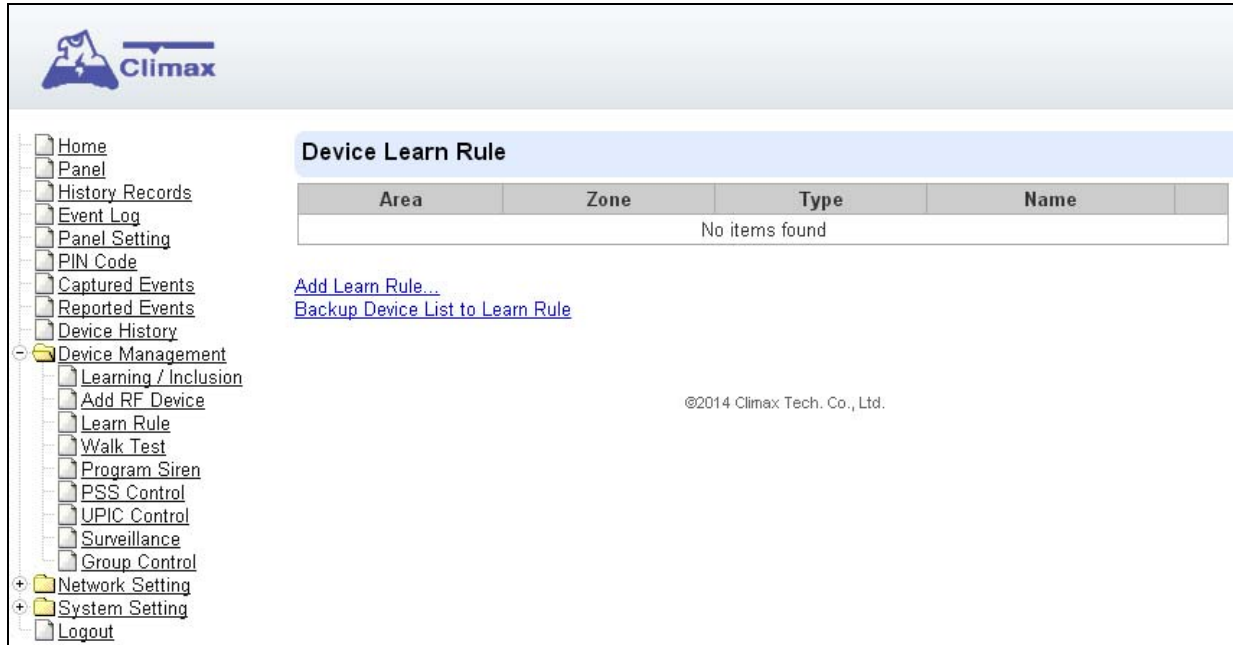 Climax
Home
Panel
History Records
Event Log
Panel Setting
PIN Code
Captured Events
Reported Events
Device History
Device Management
Learning / Inclusion
Add RF Device
Learn Rule
Walk Test
Program Siren
PSS Control
UPIC Control
Surveillance
Group Control
Network Setting
System Setting
Logout
Device Learn Rule
Area Zone Type Name
No items found
Add Learn Rule...
Backup Device List to Learn Rule
©2014 Climax Tech. Co., Ltd.